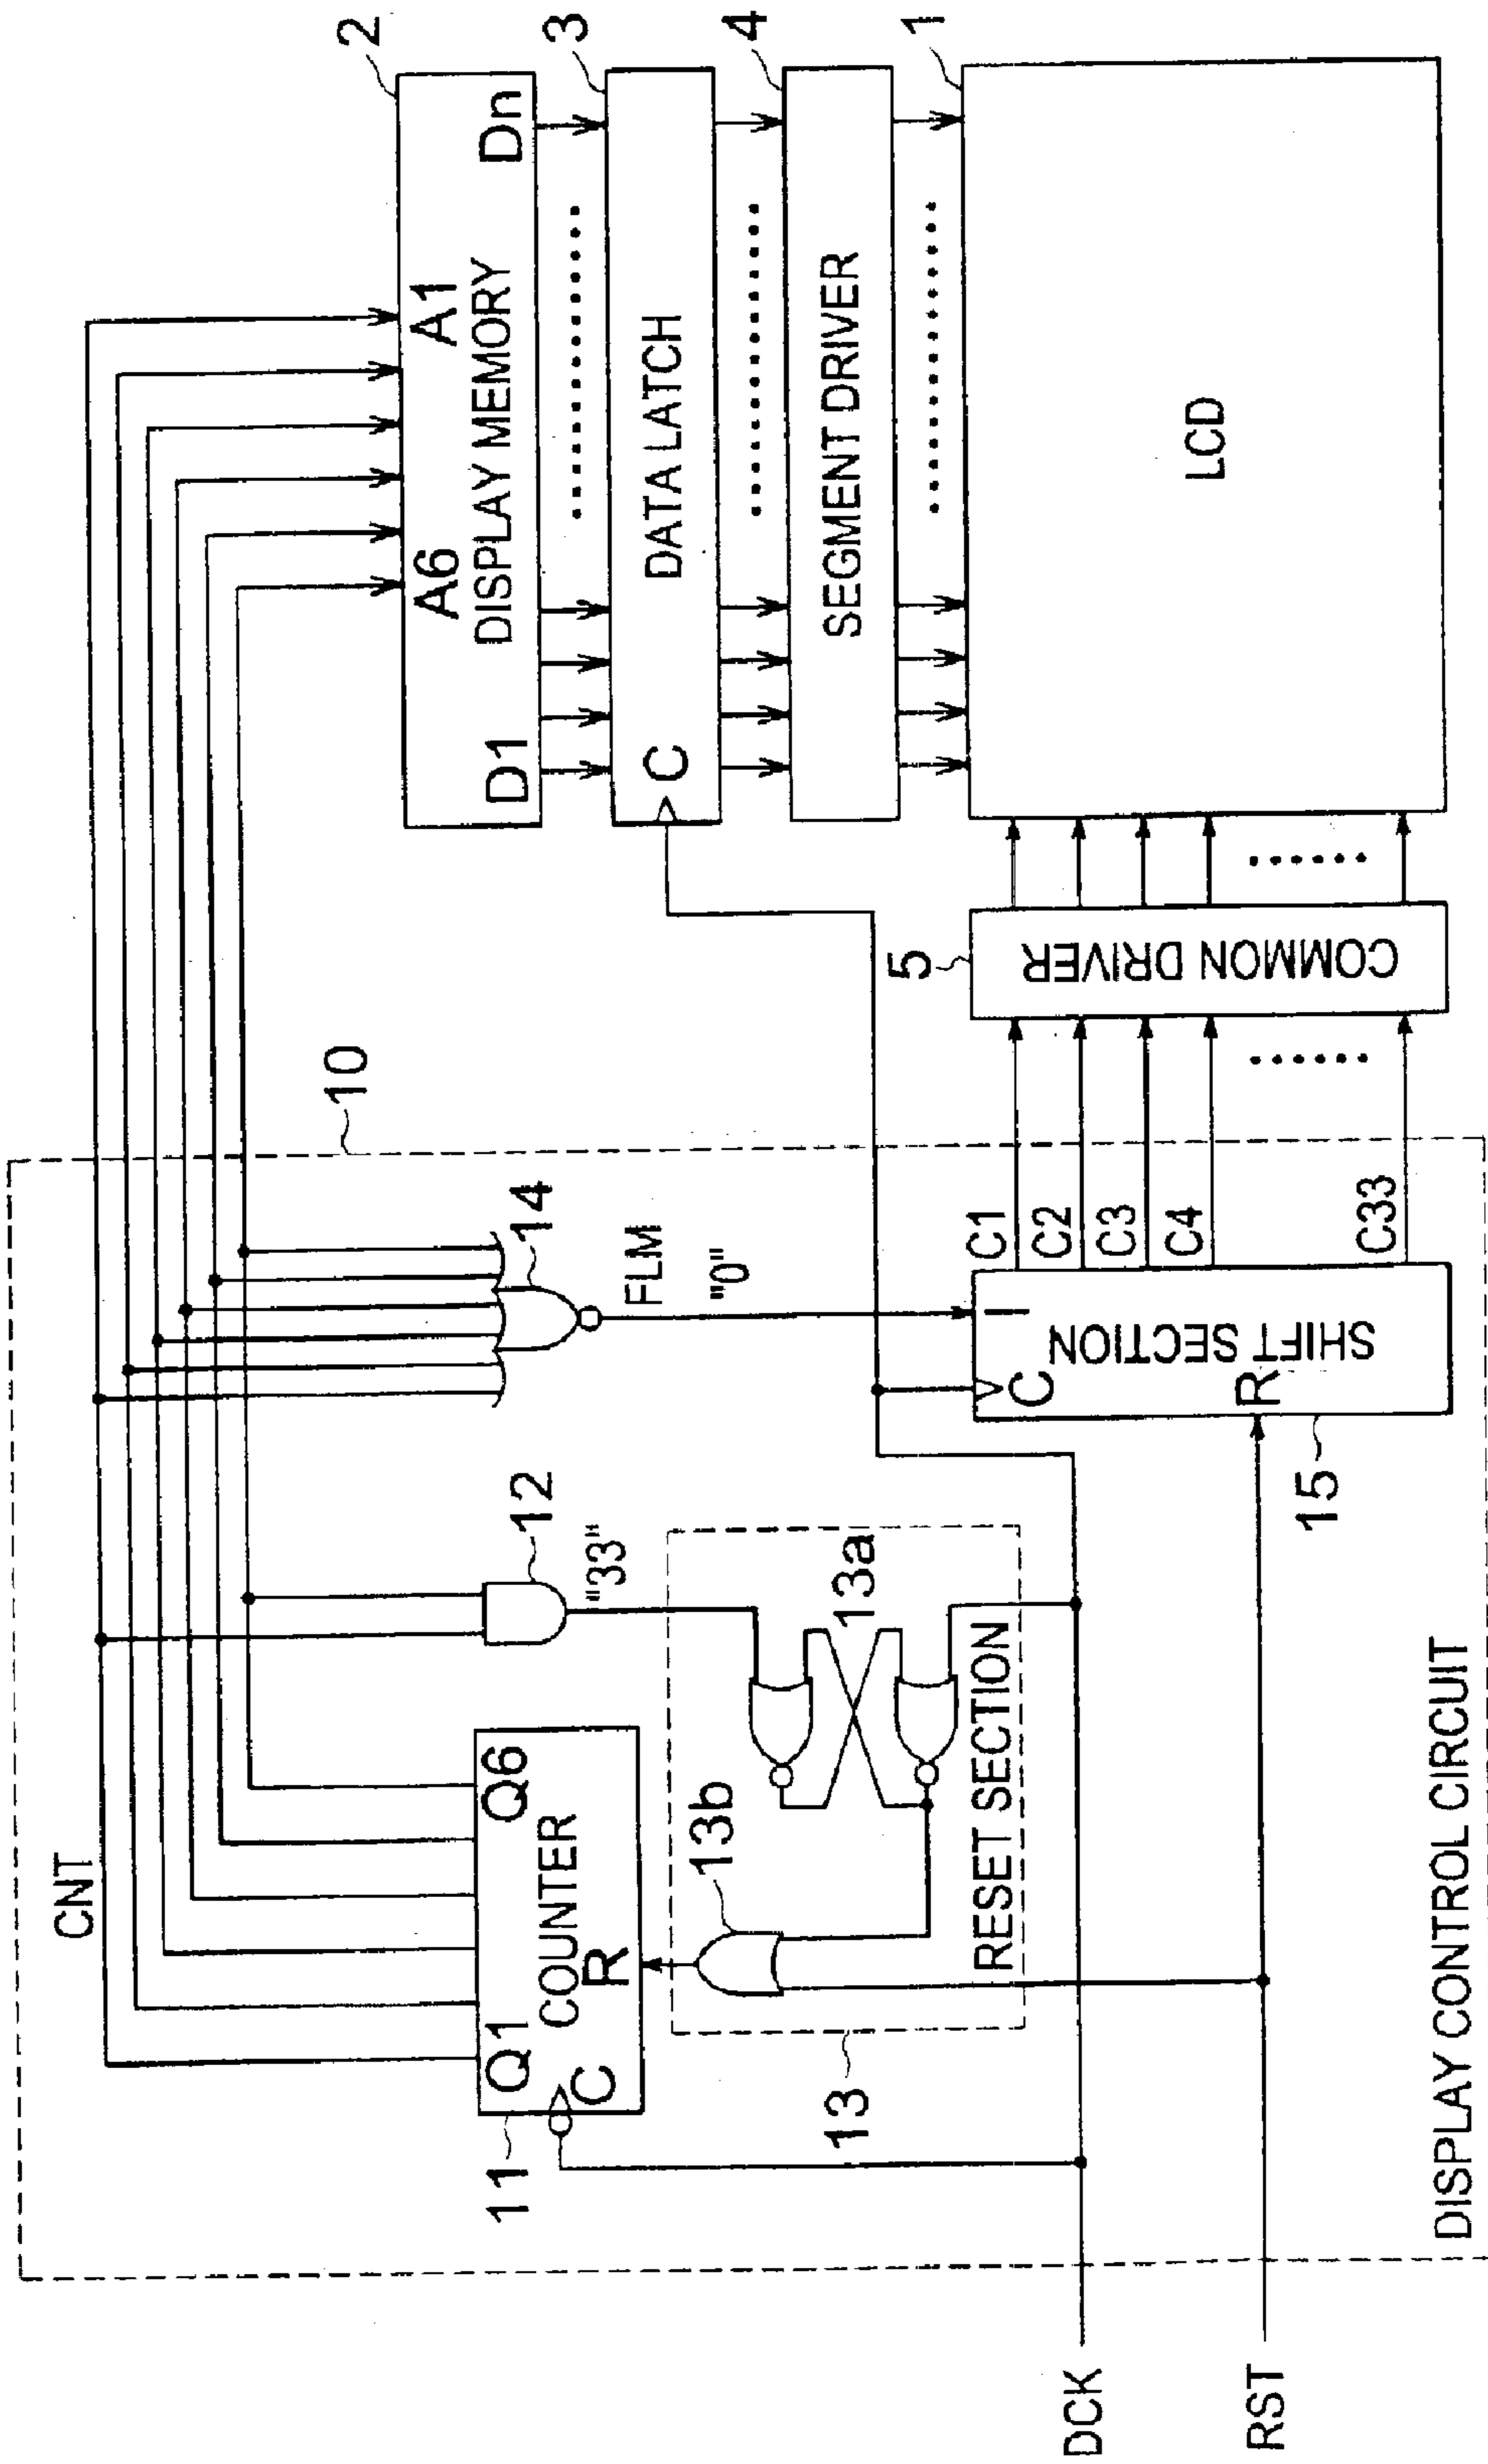 CNT
10
2
A6
A1
DISPLAY MEMORY
D1
Dn
11
Q1
Q6
COUNTER
C
R
12
"33"
14
FLM
"0"
3
C
DATA LATCH
13b
13a
13
RESET SECTION
4
SEGMENT DRIVER
5
COMMON DRIVER
1
LCD
15
C
I
R
SHIFT SECTION
C1
C2
C3
C4
C33
DCK
RST
DISPLAY CONTROL CIRCUIT